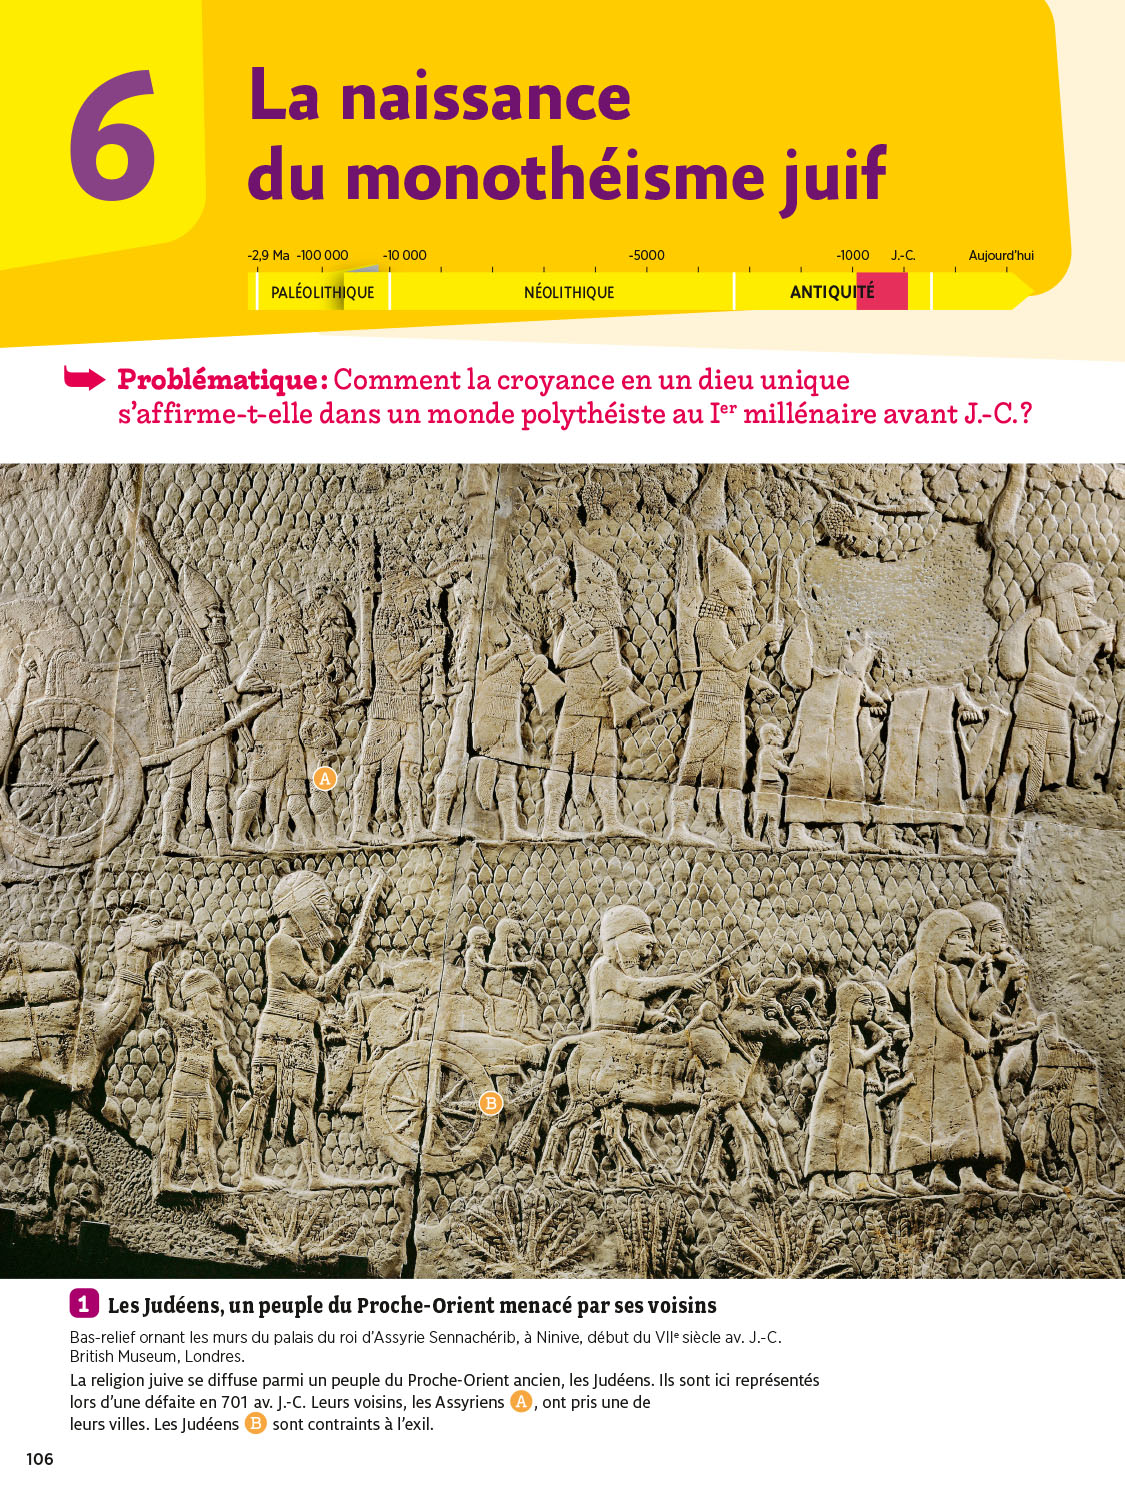 6
La naissance
du monothéisme juif
-2,9 Ma -100 000 -10 000 -5000 -1000 J.-C. Aujourd'hui
PALÉOLITHIQUE NÉOLITHIQUE ANTIQUITÉ
Problématique : Comment la croyance en un dieu unique
s'affirme-t-elle dans un monde polythéiste au Ier millénaire avant J.-C. ?
A
B
1 Les Judéens, un peuple du Proche-Orient menacé par ses voisins
Bas-relief ornant les murs du palais du roi d'Assyrie Sennachérib, à Ninive, début du VIIe siècle av. J.-C.
British Museum, Londres.
La religion juive se diffuse parmi un peuple du Proche-Orient ancien, les Judéens. Ils sont ici représentés
lors d'une défaite en 701 av. J.-C. Leurs voisins, les Assyriens A, ont pris une de
leurs villes. Les Judéens B sont contraints à l'exil.
106